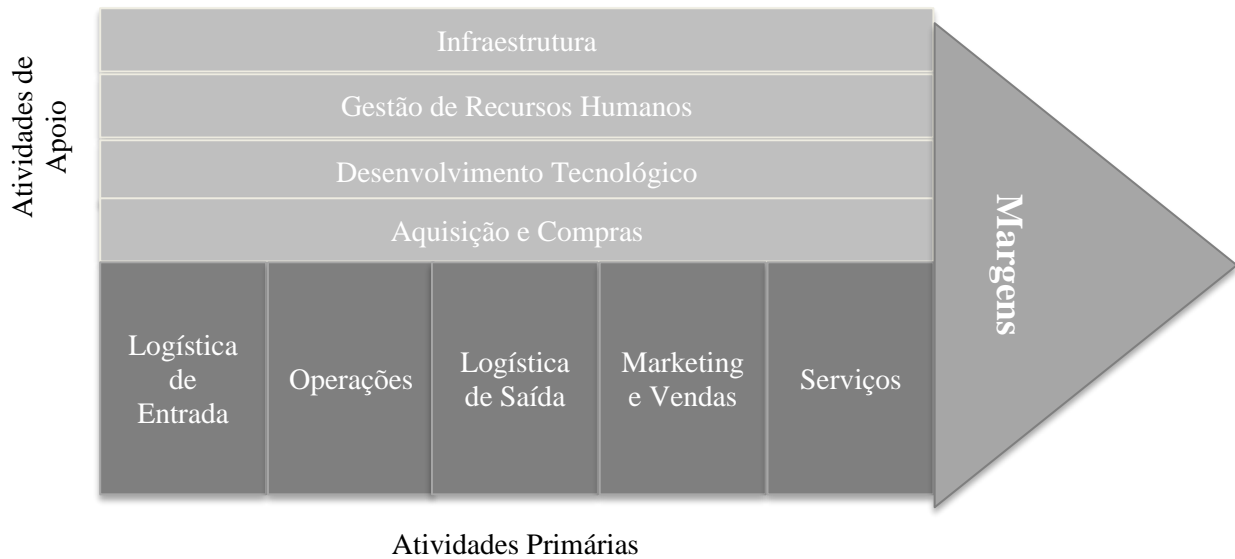 Atividades de
Apoio
Infraestrutura
Gestão de Recursos Humanos
Desenvolvimento Tecnológico
Aquisição e Compras
Logística
de
Entrada
Operações
Logística
de Saída
Marketing
e Vendas
Serviços
Margens
Atividades Primárias